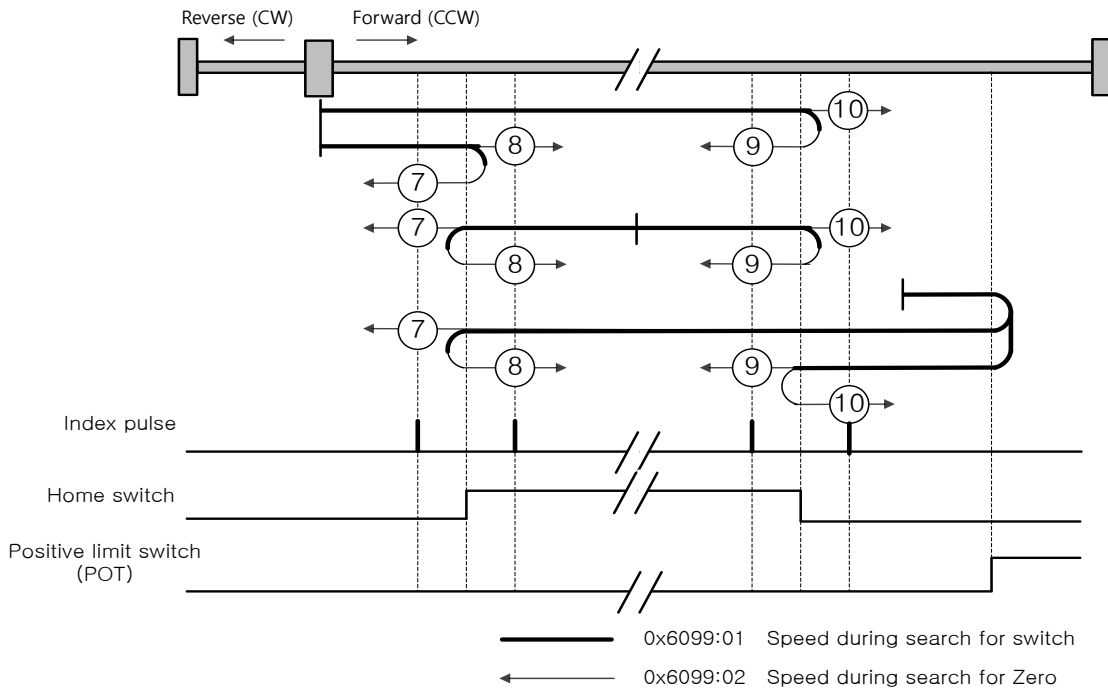 Reverse (CW) Forward (CCW)
10
8 9
7
7 10
8 9
7
8 9
10
Index pulse
Home switch
Positive limit switch
(POT)
0x6099:01 Speed during search for switch
0x6099:02 Speed during search for Zero